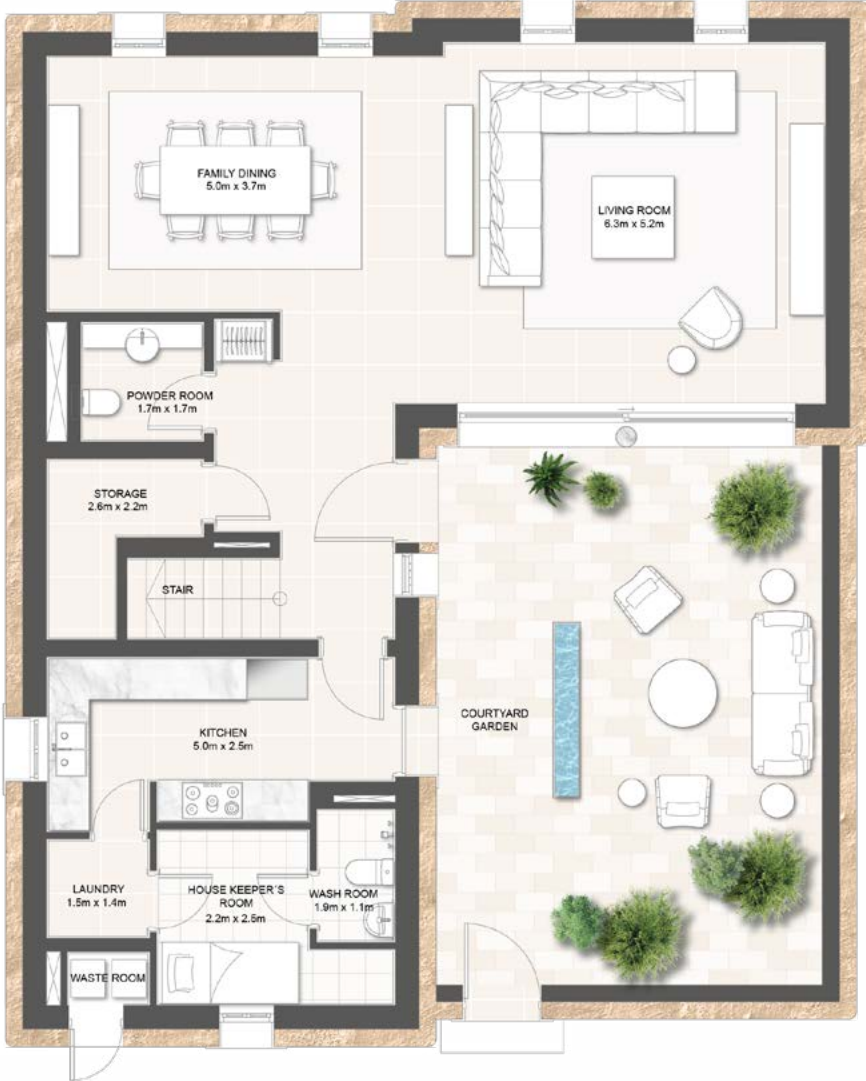 FAMILY DINING
5.0m x 3.7m
LIVING ROOM
6.3m x 5.2m
POWDER ROOM
1.7m x 1.7m
STORAGE
2.6m x 2.2m
STAIR
KITCHEN
5.0m x 2.5m
COURTYARD
GARDEN
LAUNDRY
1.5m x 1.4m
HOUSE KEEPER'S
ROOM
2.2m x 2.6m
WASH ROOM
1.9m x 1.1m
WASTE ROOM